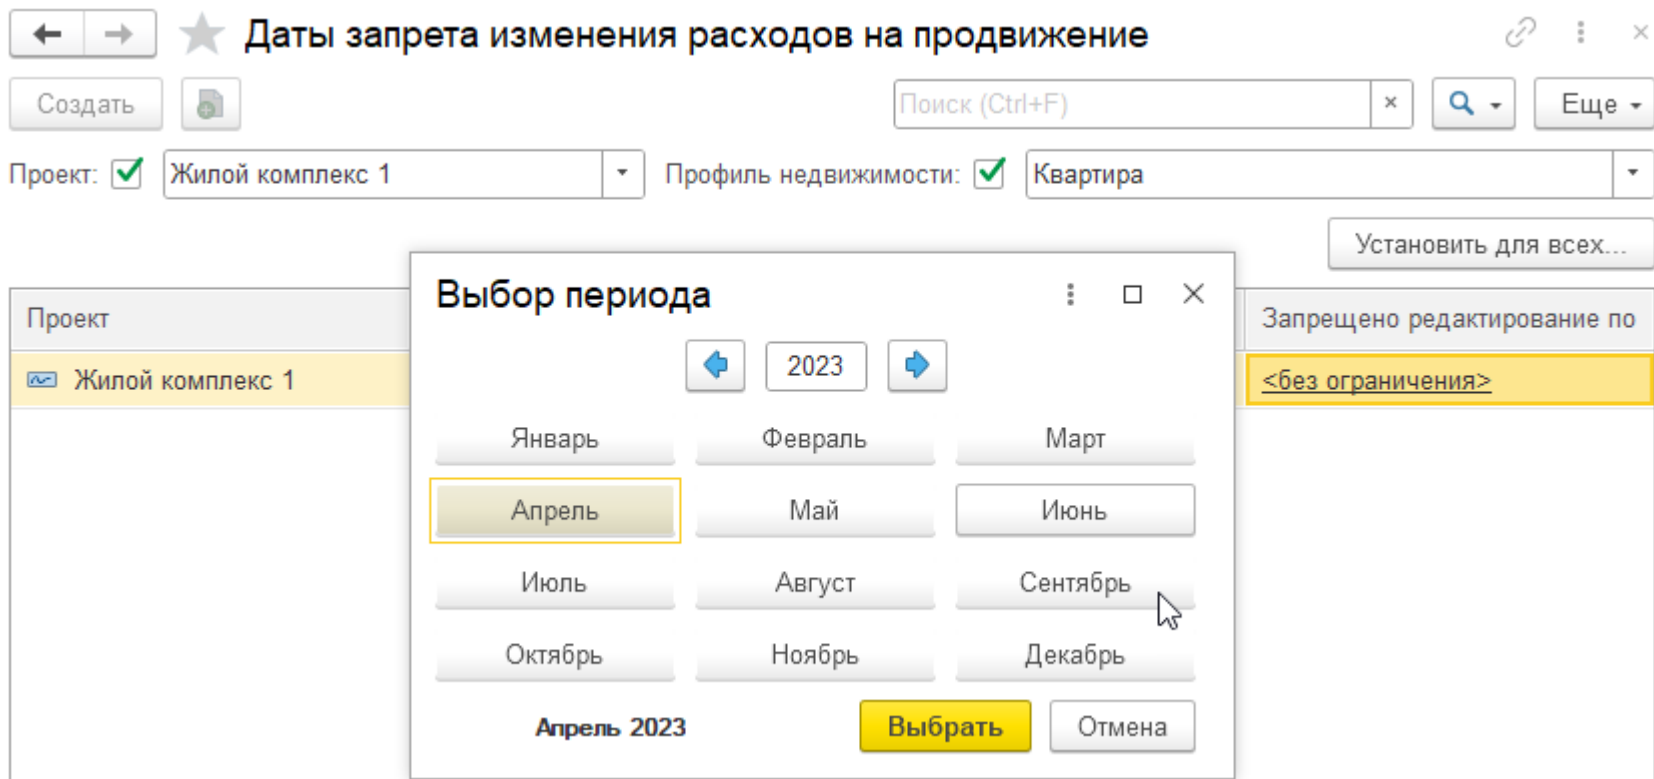 Даты запрета изменения расходов на продвижение
Создать
Поиск (Ctrl+F)
Еще
Проект: Жилой комплекс 1 Профиль недвижимости: Квартира
Установить для всех...
Выбор периода
Проект
Запрещено редактирование по
2023
Жилой комплекс 1
<без ограничения>
Январь Февраль Март
Апрель Май Июнь
Июль Август Сентябрь
Октябрь Ноябрь Декабрь
Апрель 2023 Выбрать Отмена